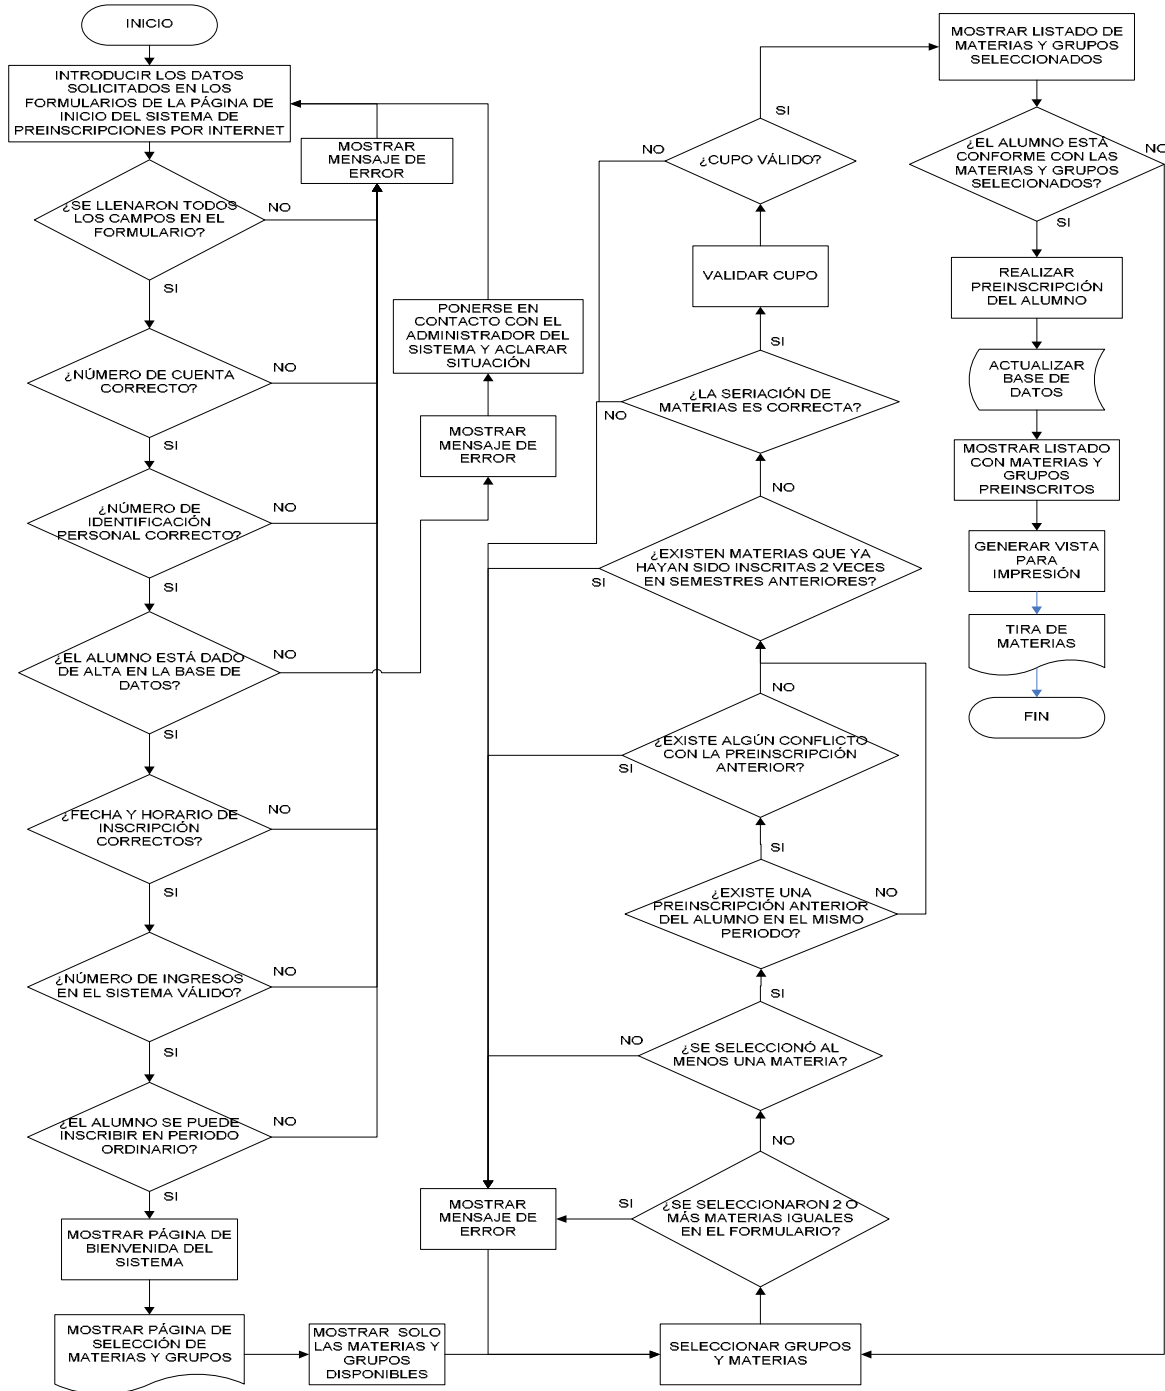 INICIO
INTRODUCIR LOS DATOS
SOLICITADOS EN LOS
FORMULARIOS DE LA PÁGINA DE
INICIO DEL SISTEMA DE
PREINSCRIPCIONES POR INTERNET
MOSTRAR
MENSAJE DE
ERROR
¿SE LLENARON TODOS
LOS CAMPOS EN EL
FORMULARIO?
NO
SI
¿NÚMERO DE CUENTA
CORRECTO?
NO
SI
¿NÚMERO DE
IDENTIFICACIÓN
PERSONAL CORRECTO?
NO
SI
¿EL ALUMNO ESTÁ DADO
DE ALTA EN LA BASE DE
DATOS?
NO
SI
¿FECHA Y HORARIO DE
INSCRIPCIÓN
CORRECTOS?
NO
SI
¿NÚMERO DE INGRESOS
EN EL SISTEMA VÁLIDO?
NO
SI
¿EL ALUMNO SE PUEDE
INSCRIBIR EN PERIODO
ORDINARIO?
NO
SI
MOSTRAR PÁGINA DE
BIENVENIDA DEL
SISTEMA
MOSTRAR PÁGINA DE
SELECCIÓN DE
MATERIAS Y GRUPOS
MOSTRAR SOLO
LAS MATERIAS Y
GRUPOS
DISPONIBLES
PONERSE EN
CONTACTO CON EL
ADMINISTRADOR DEL
SISTEMA Y ACLARAR
SITUACIÓN
MOSTRAR
MENSAJE DE
ERROR
MOSTRAR
MENSAJE DE
ERROR
SI
¿CUPO VÁLIDO?
NO
VALIDAR CUPO
SI
¿LA SERIACIÓN DE
MATERIAS ES CORRECTA?
NO
NO
¿EXISTEN MATERIAS QUE YA
HAYAN SIDO INSCRITAS 2 VECES
EN SEMESTRES ANTERIORES?
SI
NO
¿EXISTE ALGÚN CONFLICTO
CON LA PREINSCRIPCIÓN
ANTERIOR?
SI
SI
¿EXISTE UNA
PREINSCRIPCIÓN ANTERIOR
DEL ALUMNO EN EL MISMO
PERIODO?
NO
SI
¿SE SELECCIONÓ AL
MENOS UNA MATERIA?
NO
NO
¿SE SELECCIONARON 2 O
MÁS MATERIAS IGUALES
EN EL FORMULARIO?
SI
SELECCIONAR GRUPOS
Y MATERIAS
MOSTRAR LISTADO DE
MATERIAS Y GRUPOS
SELECCIONADOS
¿EL ALUMNO ESTÁ
CONFORME CON LAS
MATERIAS Y GRUPOS
SELECIONADOS?
NO
SI
REALIZAR
PREINSCRIPCIÓN
DEL ALUMNO
ACTUALIZAR
BASE DE
DATOS
MOSTRAR LISTADO
CON MATERIAS Y
GRUPOS
PREINSCRITOS
GENERAR VISTA
PARA
IMPRESIÓN
TIRA DE
MATERIAS
FIN